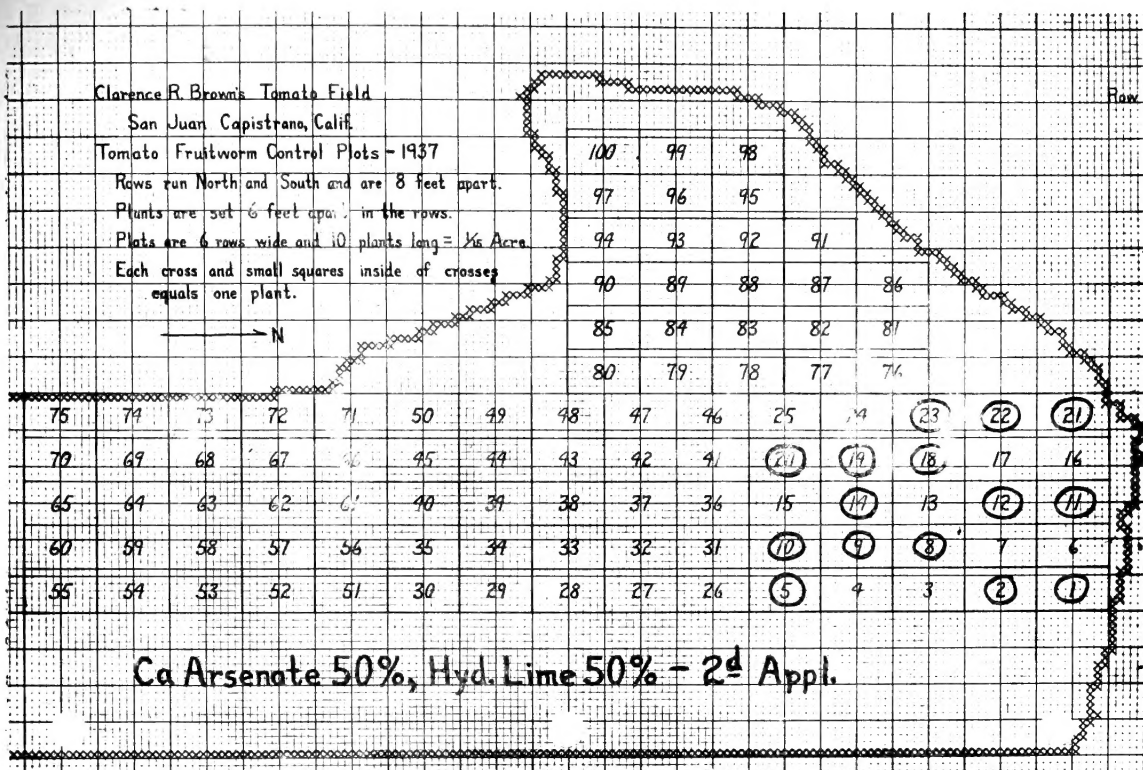 Row
Clarence R. Brown's Tomato Field
San Juan Capistrano, Calif.
Tomato Fruitworm Control Plots - 1937
Rows run North and South and are 8 feet apart.
Plants are set 6 feet apart in the rows.
Plots are 6 rows wide and 10 plants long = 1/15 Acre
Each cross and small squares inside of crosses
equals one plant.
N
100 99 98
97 96 95
94 93 92 91
90 89 88 87 86
85 84 83 82 81
80 79 78 77 76
75 74 73 72 71 50 49 48 47 46 25 24 23 22 21
70 69 68 67 66 45 44 43 42 41 20 19 18 17 16
65 64 63 62 61 40 39 38 37 36 15 14 13 12 11
60 59 58 57 56 35 34 33 32 31 10 9 8 7 6
55 54 53 52 51 30 29 28 27 26 5 4 3 2 1
Ca Arsenate 50%, Hyd. Lime 50% - 2d Appl.